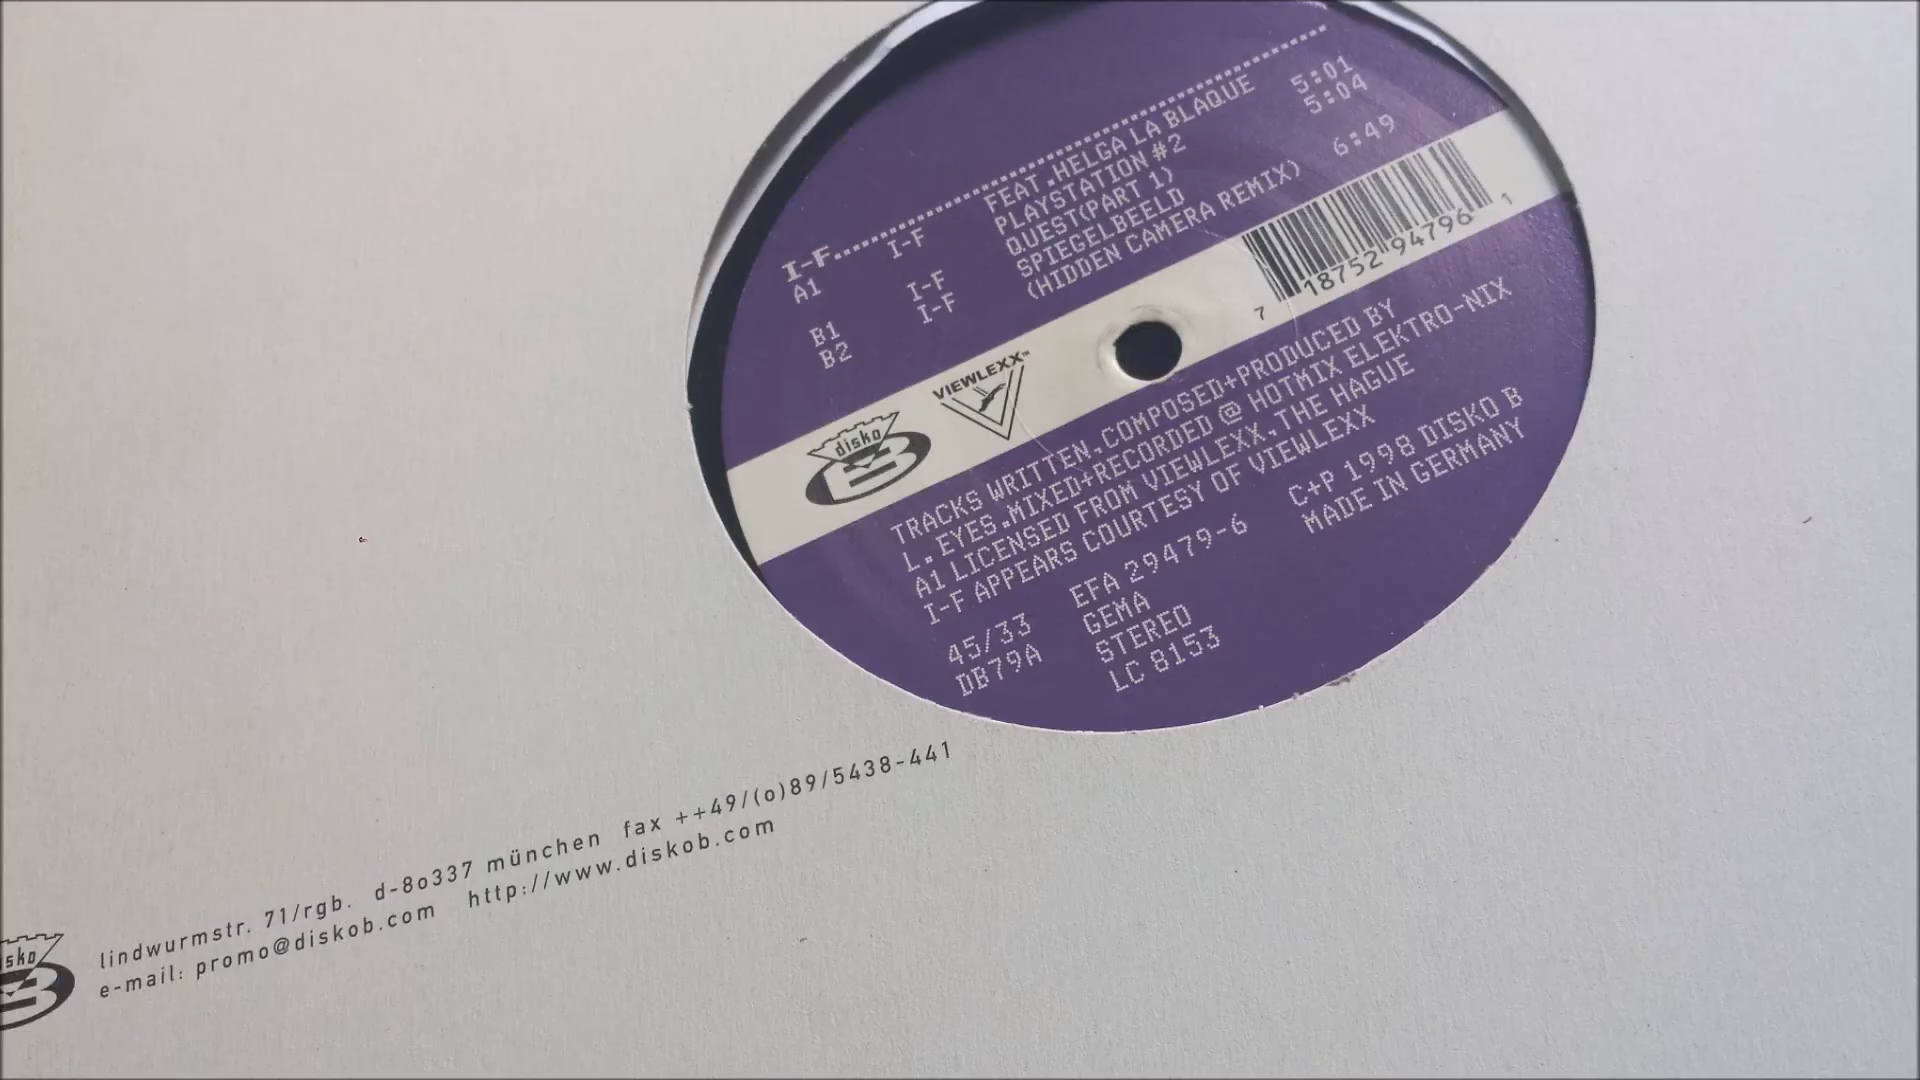 I-F
A1 I-F FEAT.HELGA LA BLAQUE
PLAYSTATION #2 5:01
B1 I-F QUEST(PART 1) 5:04
B2 I-F SPIEGELBEELD
(HIDDEN CAMERA REMIX) 6:49
7 18752 94796 1
disko B
VIEWLEXX™
TRACKS WRITTEN.COMPOSED+PRODUCED BY
L. EYES.MIXED+RECORDED @ HOTMIX ELEKTRO-NIX
A1 LICENSED FROM VIEWLEXX.THE HAGUE
I-F APPEARS COURTESY OF VIEWLEXX
45/33 EFA 29479-6 C+P 1998 DISKO B
DB79A GEMA MADE IN GERMANY
STEREO
LC 8153
lindwurmstr. 71/rgb. d-8o337 münchen fax ++49/(o)89/5438-441
e-mail: promo@diskob.com http://www.diskob.com